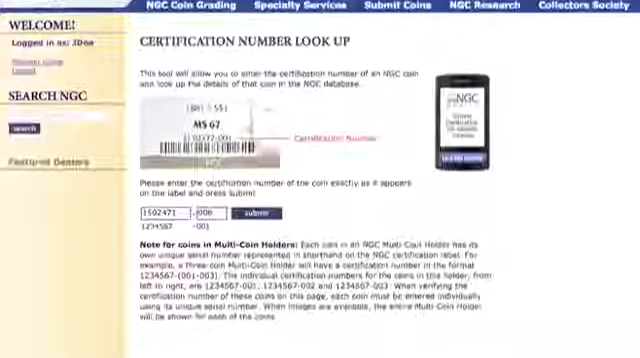 NGC Coin Grading Specialty Services Submit Coins NGC Research Collectors Society
WELCOME!
Logged in as: JDoe
SEARCH NGC
search
Featured Dealers
CERTIFICATION NUMBER LOOK UP
This tool will allow you to enter the certification number of an NGC coin
and look up the details of that coin in the NGC database.
MS 67
Certification Number
NGC
Please enter the certification number of the coin exactly as it appears
on the label and press submit
1502471 - 006 submit
1234567 -001
Note for coins in Multi-Coin Holders: Each coin in an NGC Multi-Coin Holder has its
own unique serial number represented in shorthand on the NGC certification label. For
example, a three-coin Multi-Coin Holder will have a certification number in the format
1234567-(001-003). The individual certification numbers for the coins in the holder, from
left to right, are 1234567-001, 1234567-002 and 1234567-003. When verifying the
certification number of these coins on this page, each coin must be entered individually
using its unique serial number. When images are available, the entire Multi-Coin Holder
will be shown for each of the coins.